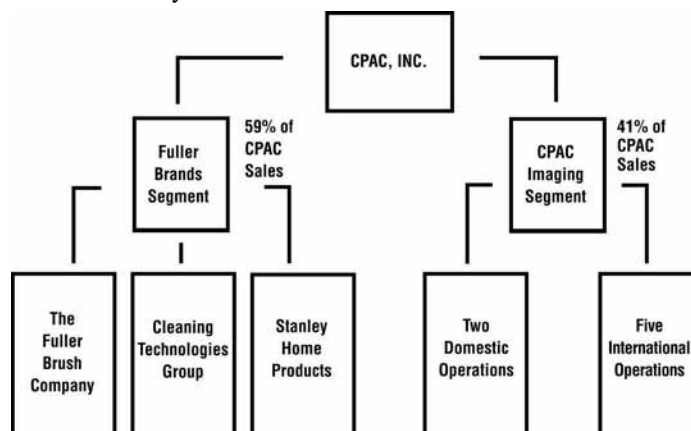 CPAC, INC.
59% of
CPAC
Sales
Fuller
Brands
Segment
41% of
CPAC
Sales
CPAC
Imaging
Segment
The
Fuller
Brush
Company
Cleaning
Technologies
Group
Stanley
Home
Products
Two
Domestic
Operations
Five
International
Operations